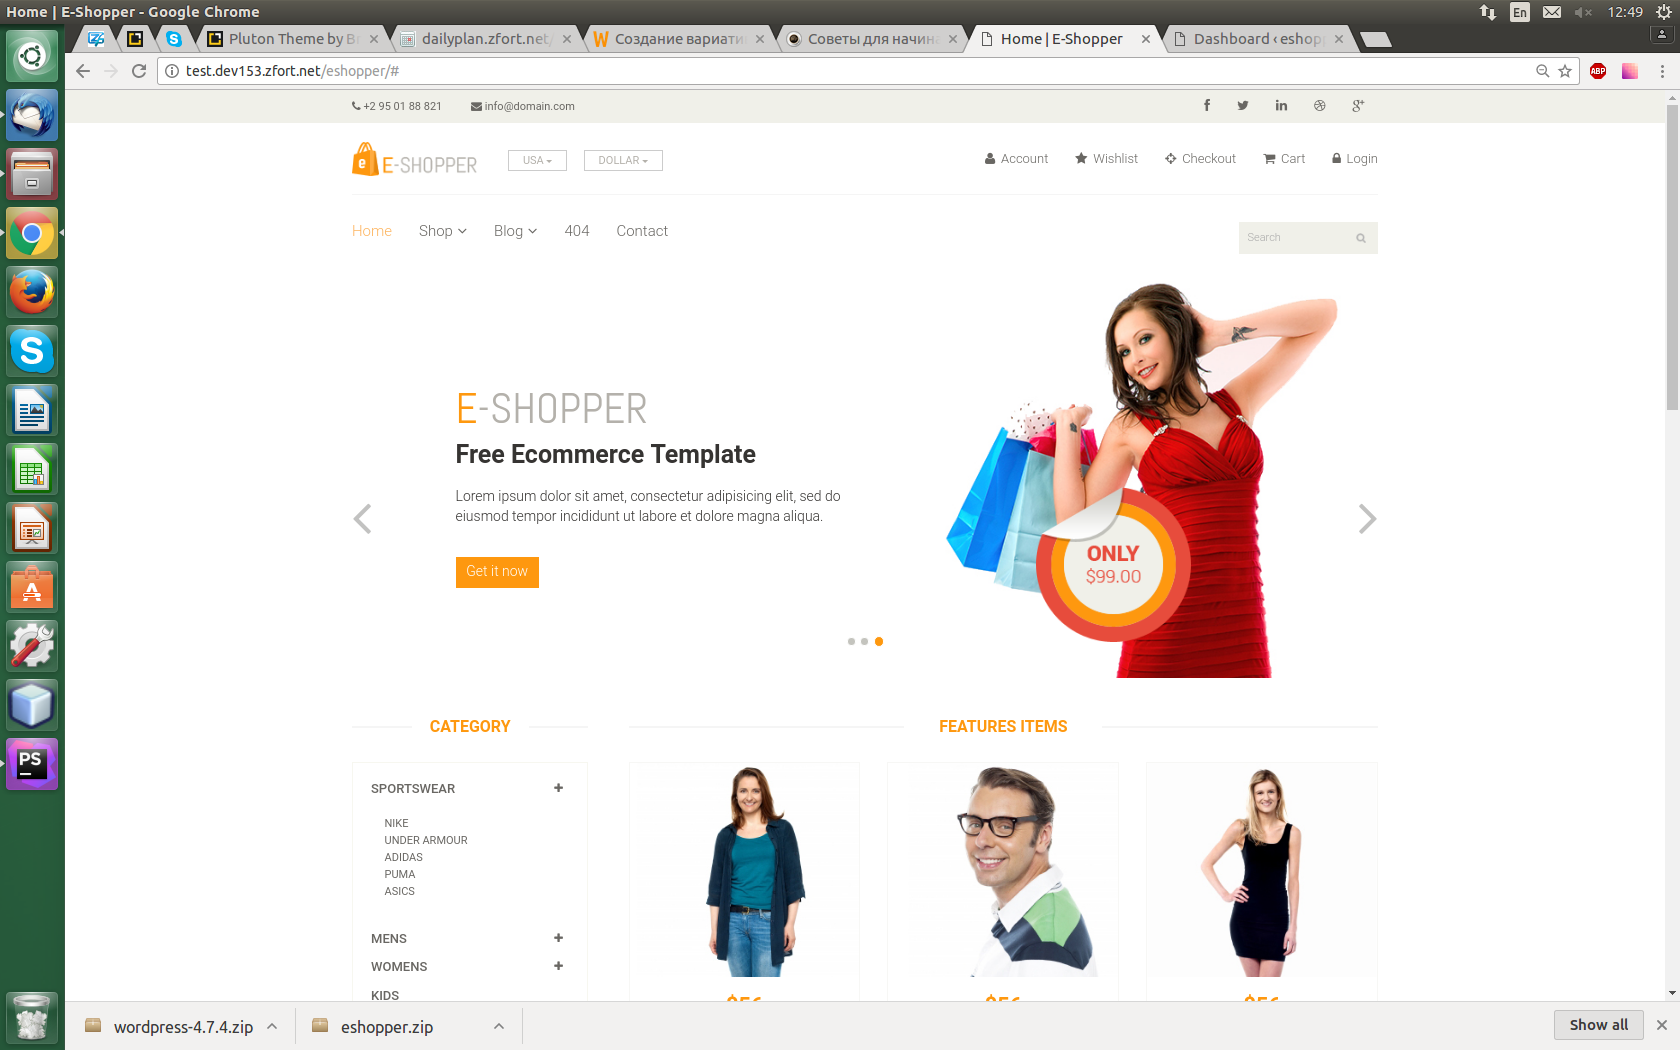 Home | E-Shopper - Google Chrome
En
12:49
Pluton Theme by B
dailyplan.zfort.net/
Создание вариати
Советы для начин
Home | E-Shopper
Dashboard ‹ eshop
test.dev153.zfort.net/eshopper/#
ABP
+2 95 01 88 821
info@domain.com
E-SHOPPER
USA
DOLLAR
Account
Wishlist
Checkout
Cart
Login
Home
Shop
Blog
404
Contact
Search
E-SHOPPER
Free Ecommerce Template
Lorem ipsum dolor sit amet, consectetur adipisicing elit, sed do
eiusmod tempor incididunt ut labore et dolore magna aliqua.
Get it now
ONLY
$99.00
CATEGORY
FEATURES ITEMS
SPORTSWEAR
NIKE
UNDER ARMOUR
ADIDAS
PUMA
ASICS
MENS
WOMENS
KIDS
$56
$56
$56
PS
wordpress-4.7.4.zip
eshopper.zip
Show all